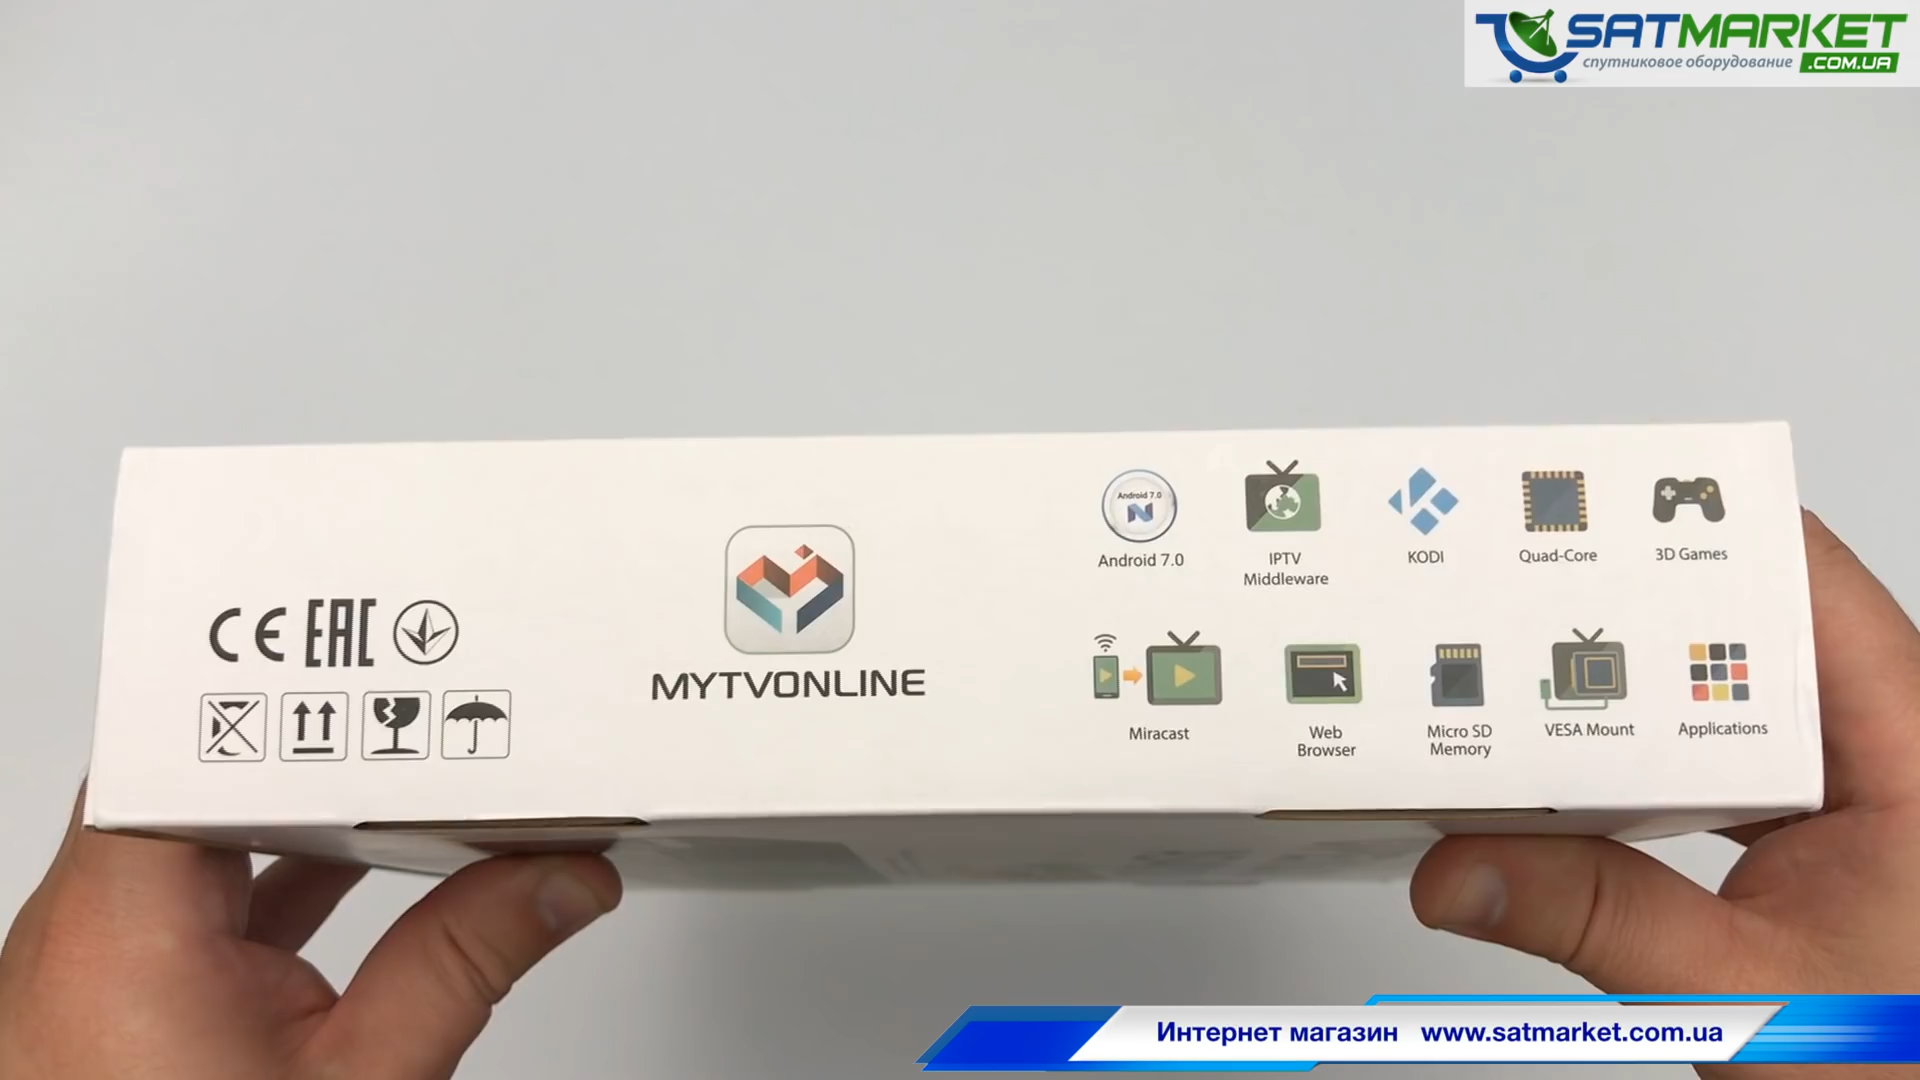 SATMARKET
спутниковое оборудование .COM.UA
CE EAC
MYTVONLINE
Android 7.0
Android 7.0
IPTV
Middleware
KODI
Quad-Core
3D Games
Miracast
Web
Browser
Micro SD
Memory
VESA Mount
Applications
Интернет магазин www.satmarket.com.ua